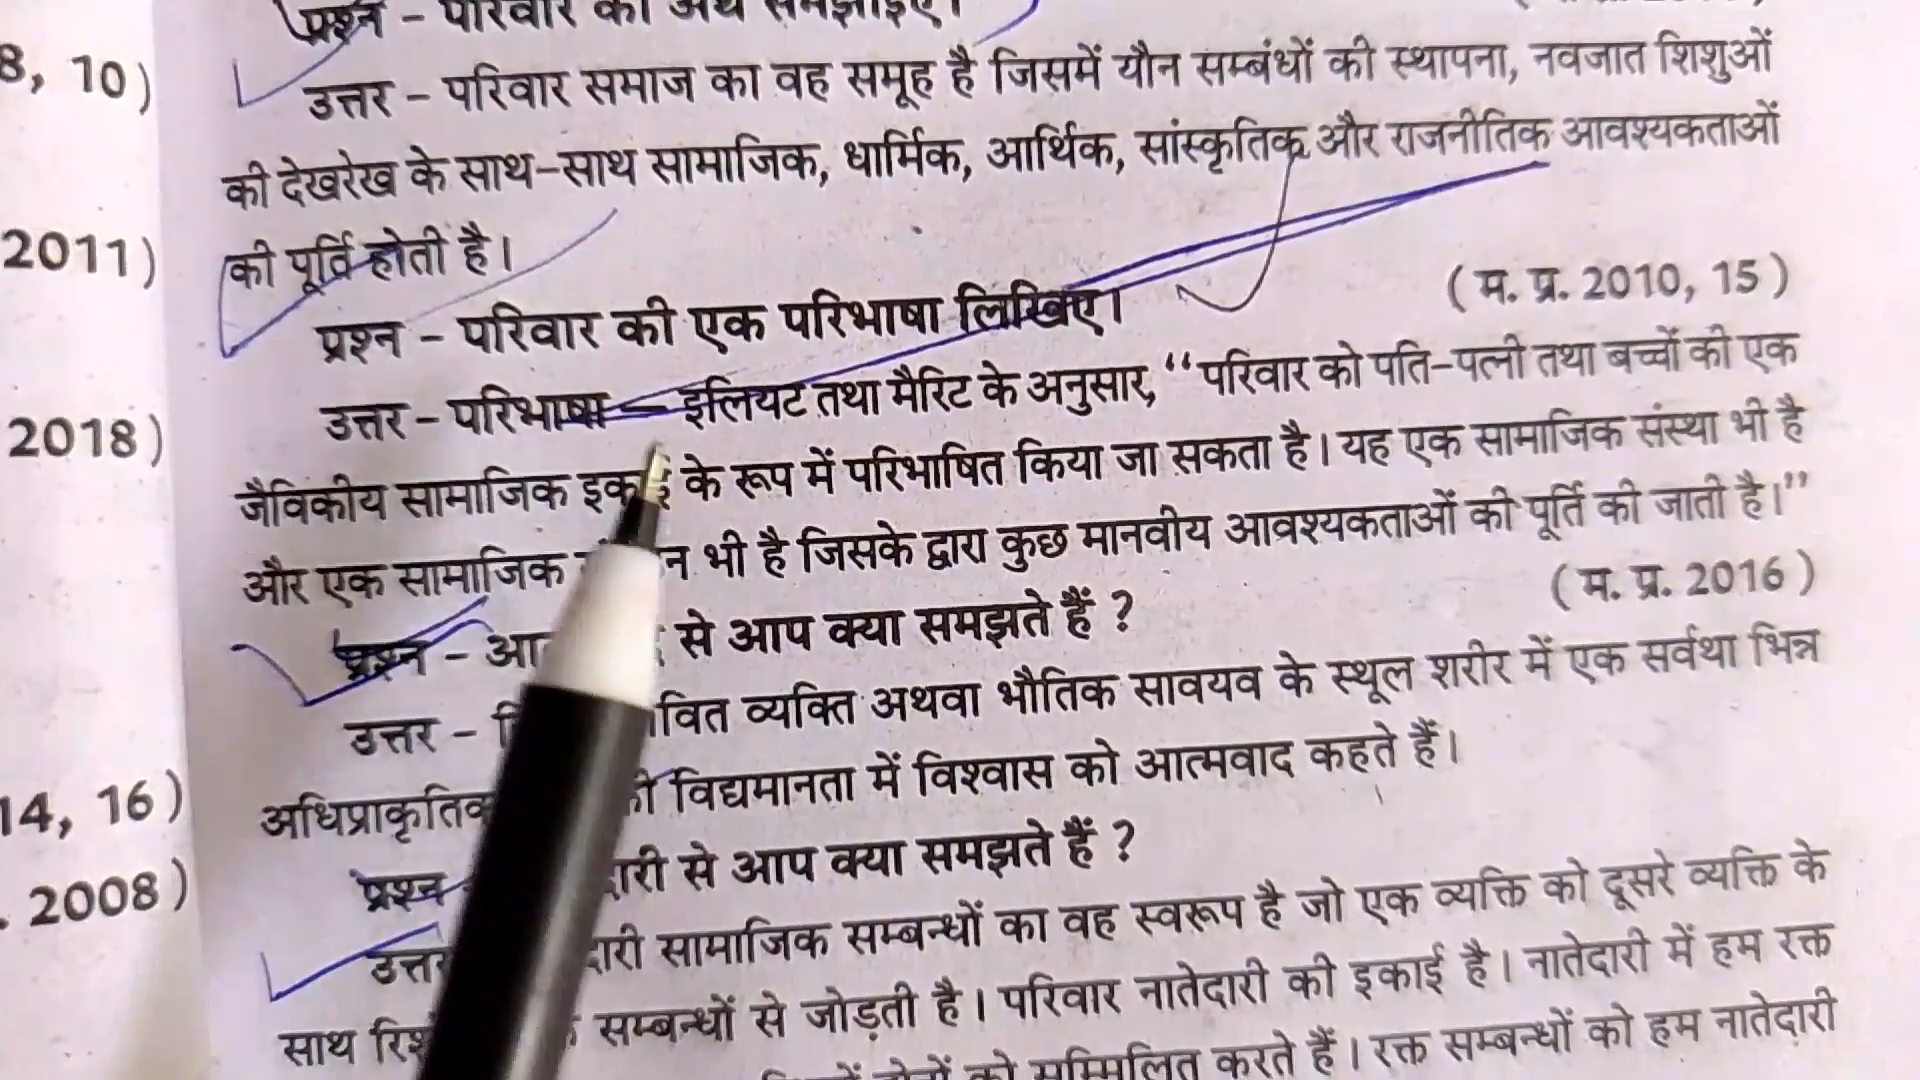 प्रश्न – परिवार का अर्थ समझाइए।
8, 10)
उत्तर – परिवार समाज का वह समूह है जिसमें यौन सम्बंधों की स्थापना, नवजात शिशुओं
की देखरेख के साथ-साथ सामाजिक, धार्मिक, आर्थिक, सांस्कृतिक और राजनीतिक आवश्यकताओं
2011)
की पूर्ति होती है।
प्रश्न – परिवार की एक परिभाषा लिखिए। (म. प्र. 2010, 15)
उत्तर – परिभाषा – इलियट तथा मैरिट के अनुसार, “परिवार को पति-पत्नी तथा बच्चों की एक
2018)
जैविकीय सामाजिक इकाई के रूप में परिभाषित किया जा सकता है। यह एक सामाजिक संस्था भी है
और एक सामाजिक भी है जिसके द्वारा कुछ मानवीय आवश्यकताओं की पूर्ति की जाती है।”
प्रश्न – से आप क्या समझते हैं ? (म. प्र. 2016)
उत्तर – व्यक्ति अथवा भौतिक सावयव के स्थूल शरीर में एक सर्वथा भिन्न
14, 16)
की विद्यमानता में विश्वास को आत्मवाद कहते हैं।
2008)
प्रश्न से आप क्या समझते हैं ?
उत्तर सामाजिक सम्बन्धों का वह स्वरूप है जो एक व्यक्ति को दूसरे व्यक्ति के
साथ सम्बन्धों से जोड़ती है। परिवार नातेदारी की इकाई है। नातेदारी में हम रक्त
को सम्मिलित करते हैं। रक्त सम्बन्धों को हम नातेदारी